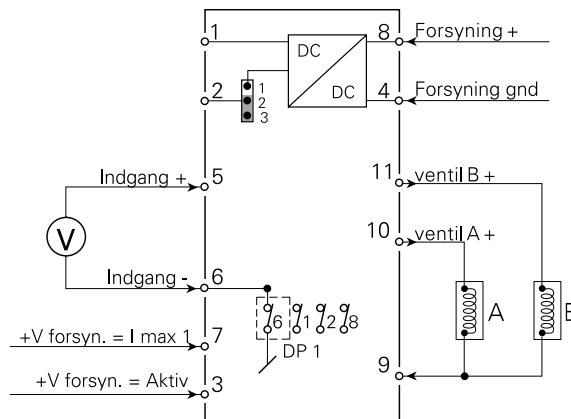 1
DC
8
Forsyning +
1
2
2
3
DC
4
Forsyning gnd
Indgang +
5
11
ventil B +
V
10
ventil A +
Indgang -
6
6
1
2
8
A
B
DP 1
+V forsyn. = I max 1
7
+V forsyn. = Aktiv
3
9